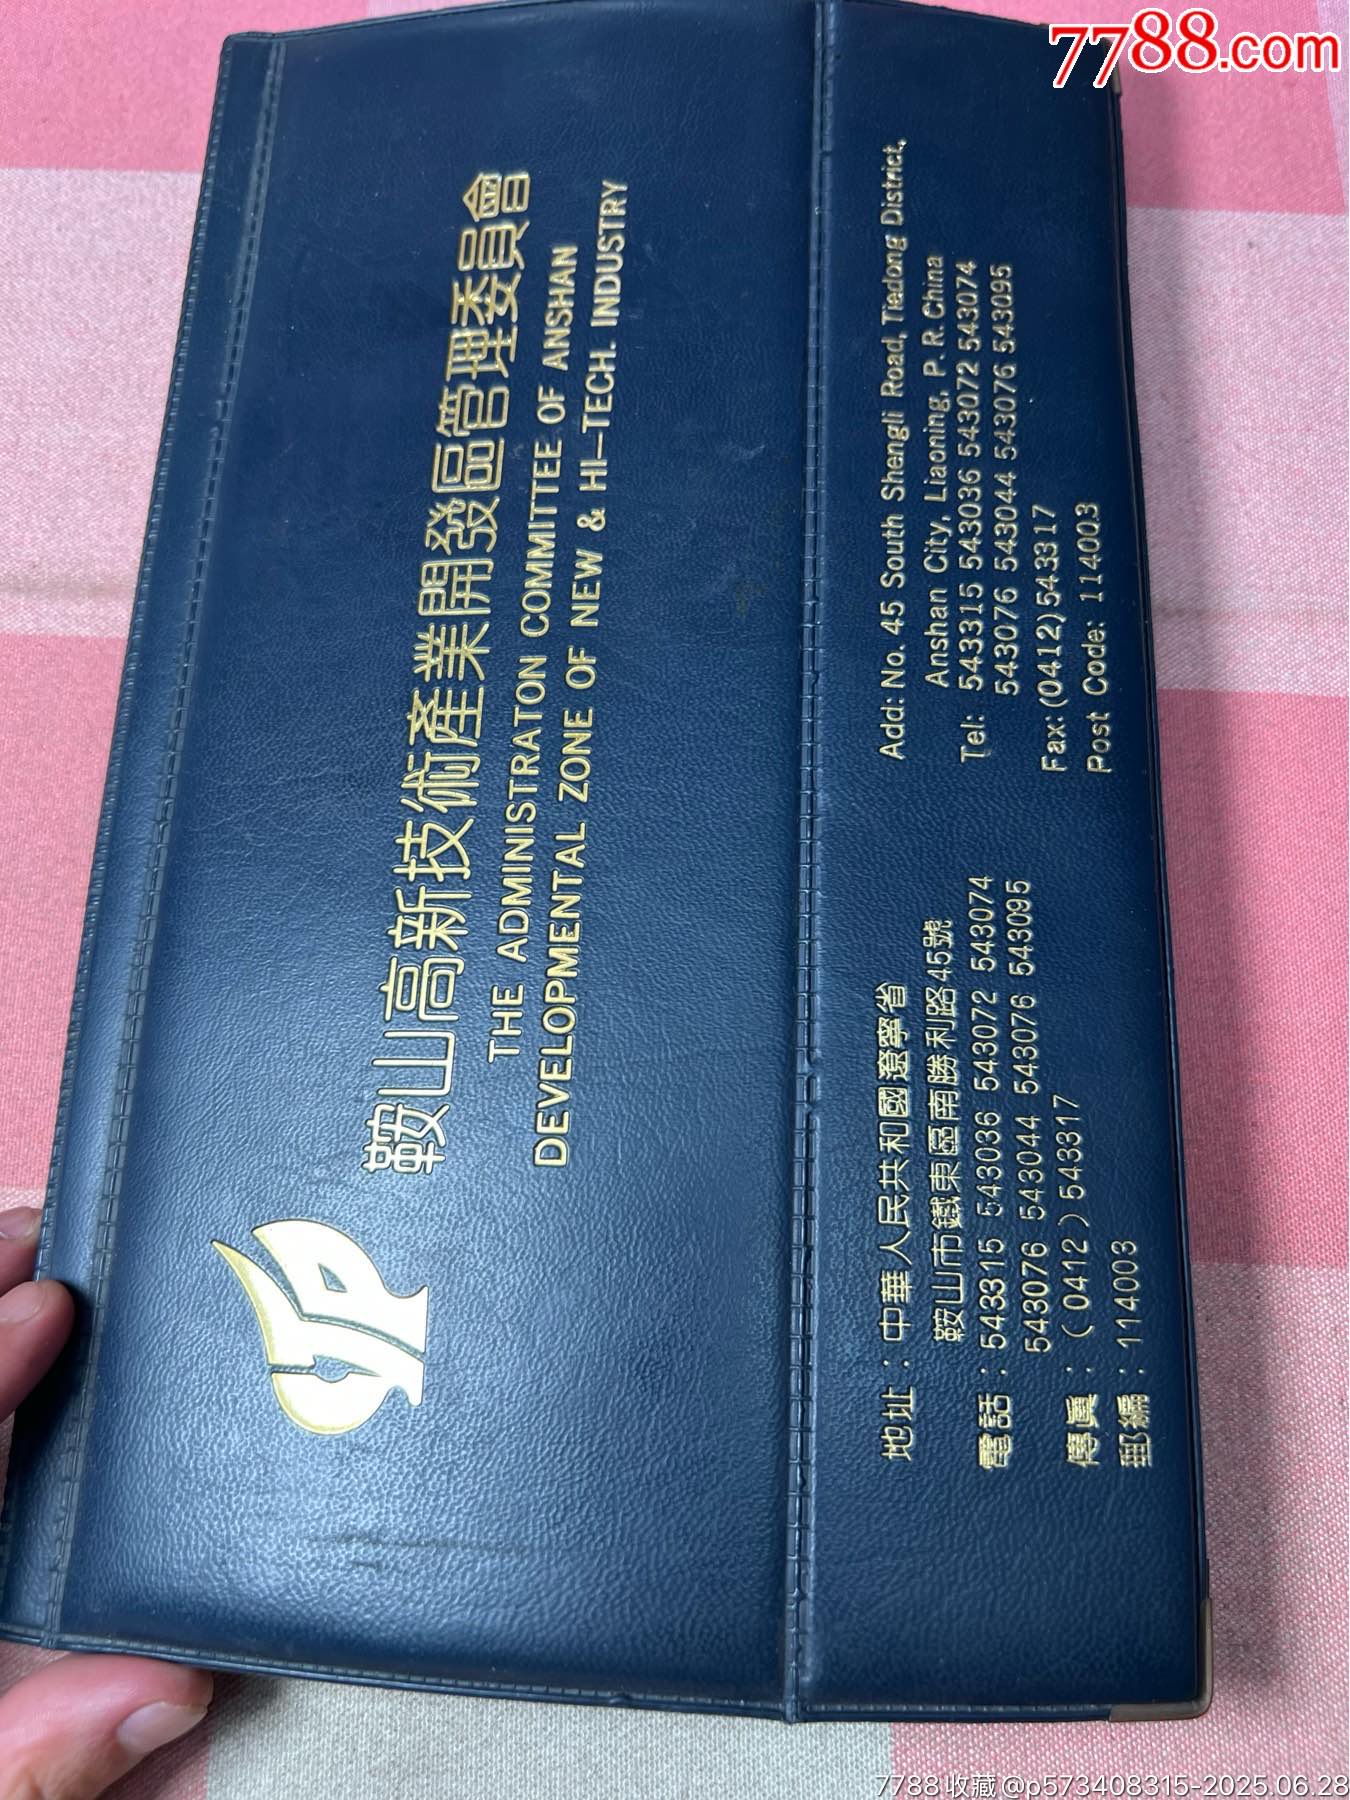 7788.com
鞍山高新技術產業開發區管理委員會
THE ADMINISTRATON COMMITTEE OF ANSHAN
DEVELOPMENTAL ZONE OF NEW & HI-TECH. INDUSTRY
地址：中華人民共和國遼寧省
鞍山市鐵東區南勝利路45號
電話：543315 543036 543072 543074
543076 543044 543076 543095
傳真：（0412）543317
郵編：114003
Add: No. 45 South Shengli Road, Tiedong District,
Anshan City, Liaoning, P.R.China
Tel: 543315 543036 543072 543074
543076 543044 543076 543095
Fax: (0412)543317
Post Code: 114003
7788收藏@p573408315-2025.06.28